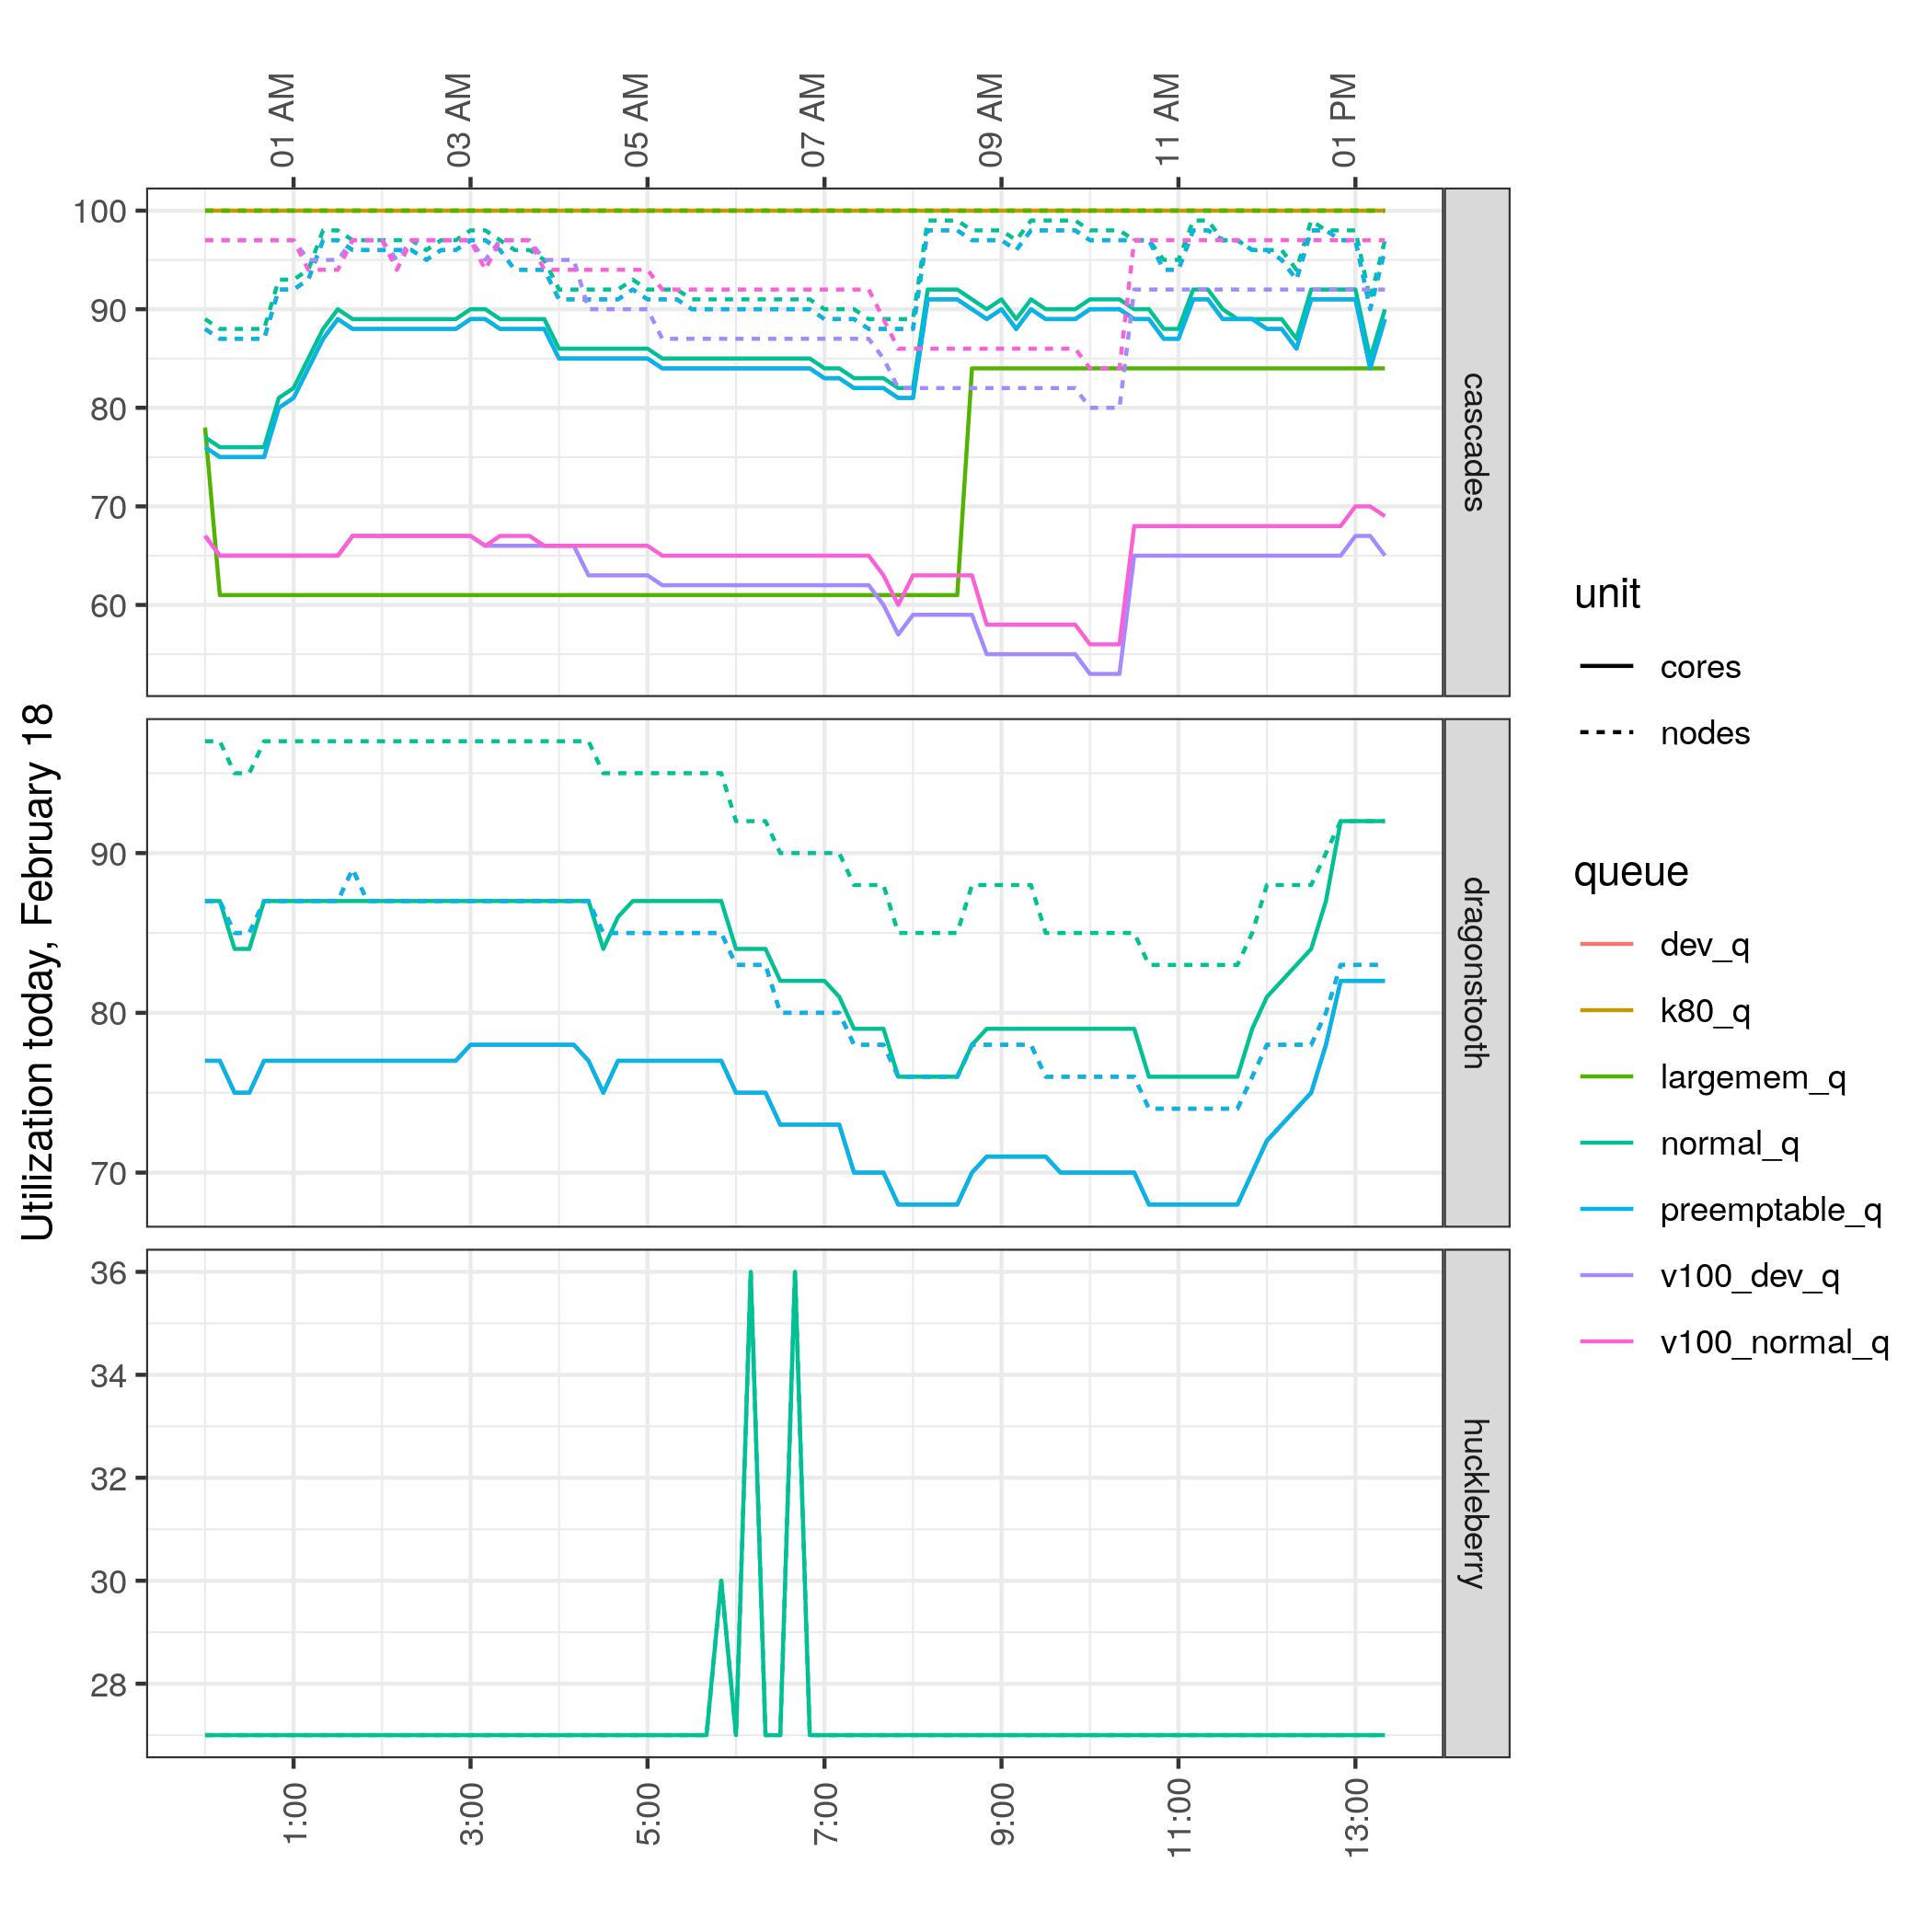 01 AM
03 AM
05 AM
07 AM
09 AM
11 AM
01 PM
Utilization today, February 18
100
90
80
70
60
cascades
90
80
70
dragonstooth
36
34
32
30
28
huckleberry
1:00
3:00
5:00
7:00
9:00
11:00
13:00
unit
cores
nodes
queue
dev_q
k80_q
largemem_q
normal_q
preemptable_q
v100_dev_q
v100_normal_q